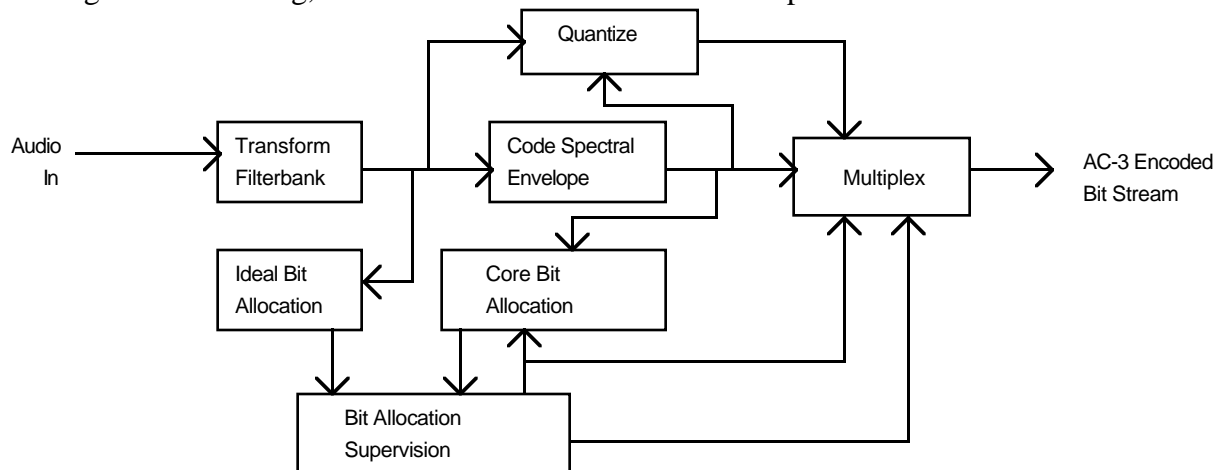 Quantize
Audio
In
Transform
Filterbank
Code Spectral
Envelope
Multiplex
AC-3 Encoded
Bit Stream
Ideal Bit
Allocation
Core Bit
Allocation
Bit Allocation
Supervision